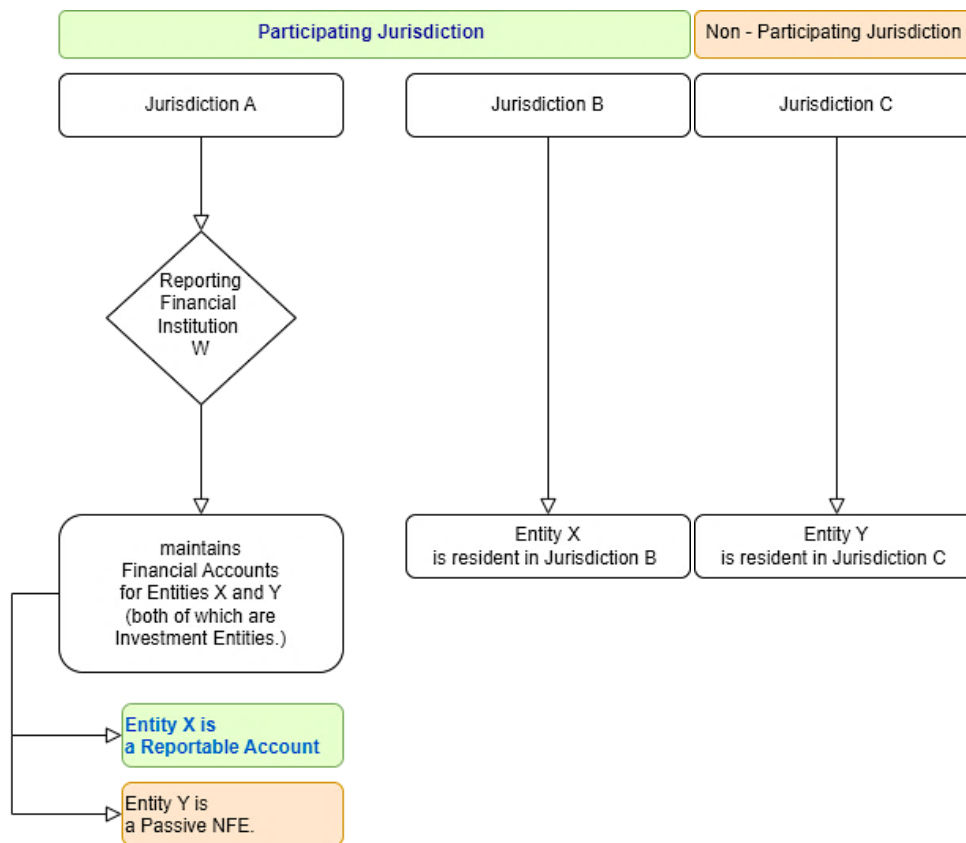 Participating Jurisdiction
Non - Participating Jurisdiction
Jurisdiction A
Jurisdiction B
Jurisdiction C
Reporting
Financial
Institution
W
maintains
Financial Accounts
for Entities X and Y
(both of which are
Investment Entities.)
Entity X
is resident in Jurisdiction B
Entity Y
is resident in Jurisdiction C
Entity X is
a Reportable Account
Entity Y is
a Passive NFE.